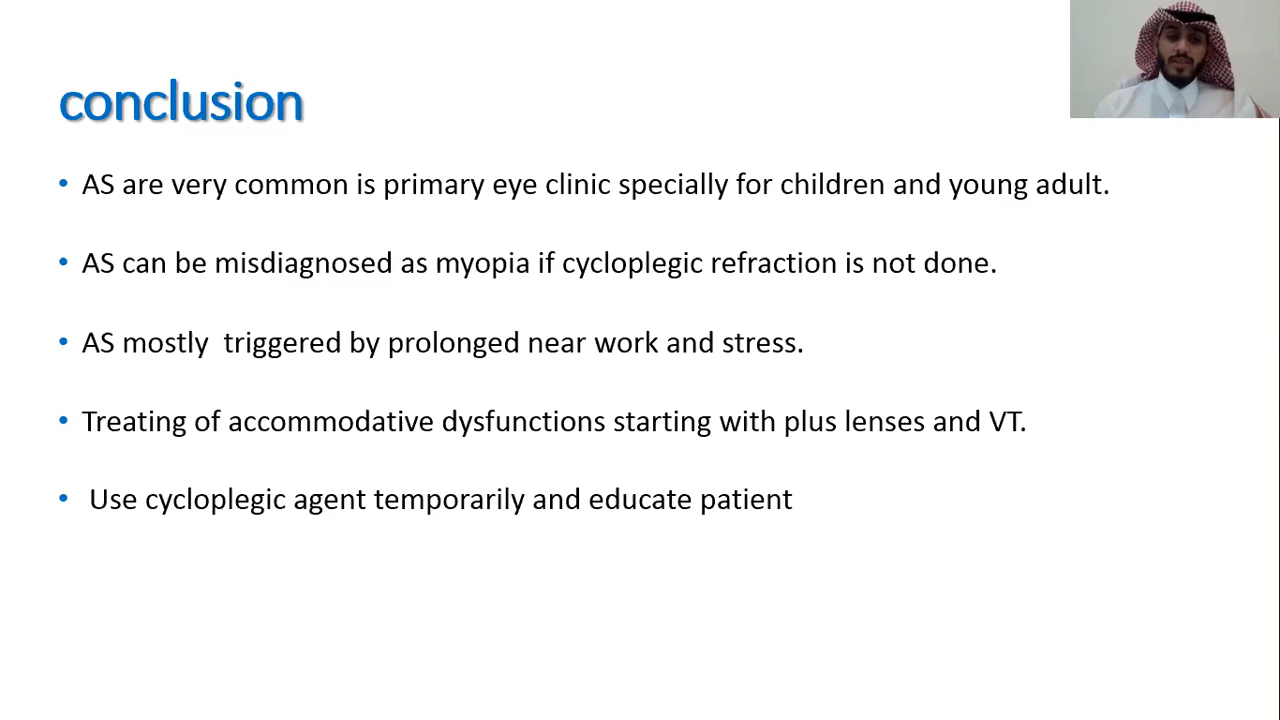 conclusion
• AS are very common is primary eye clinic specially for children and young adult.
• AS can be misdiagnosed as myopia if cycloplegic refraction is not done.
• AS mostly  triggered by prolonged near work and stress.
• Treating of accommodative dysfunctions starting with plus lenses and VT.
•  Use cycloplegic agent temporarily and educate patient